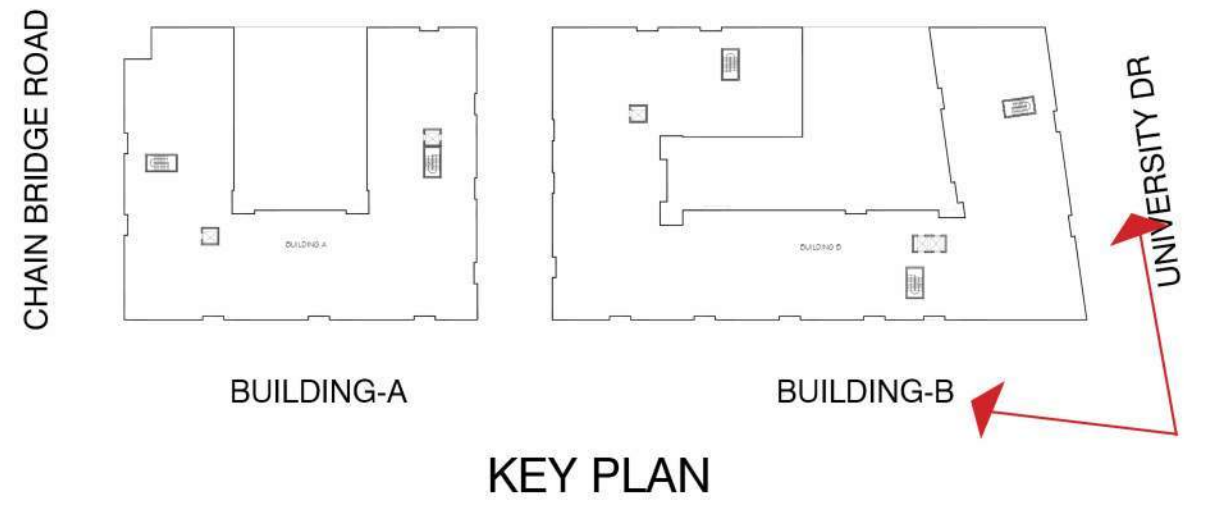 CHAIN BRIDGE ROAD
UNIVERSITY DR
BUILDING A
BUILDING B
BUILDING-A
BUILDING-B
KEY PLAN